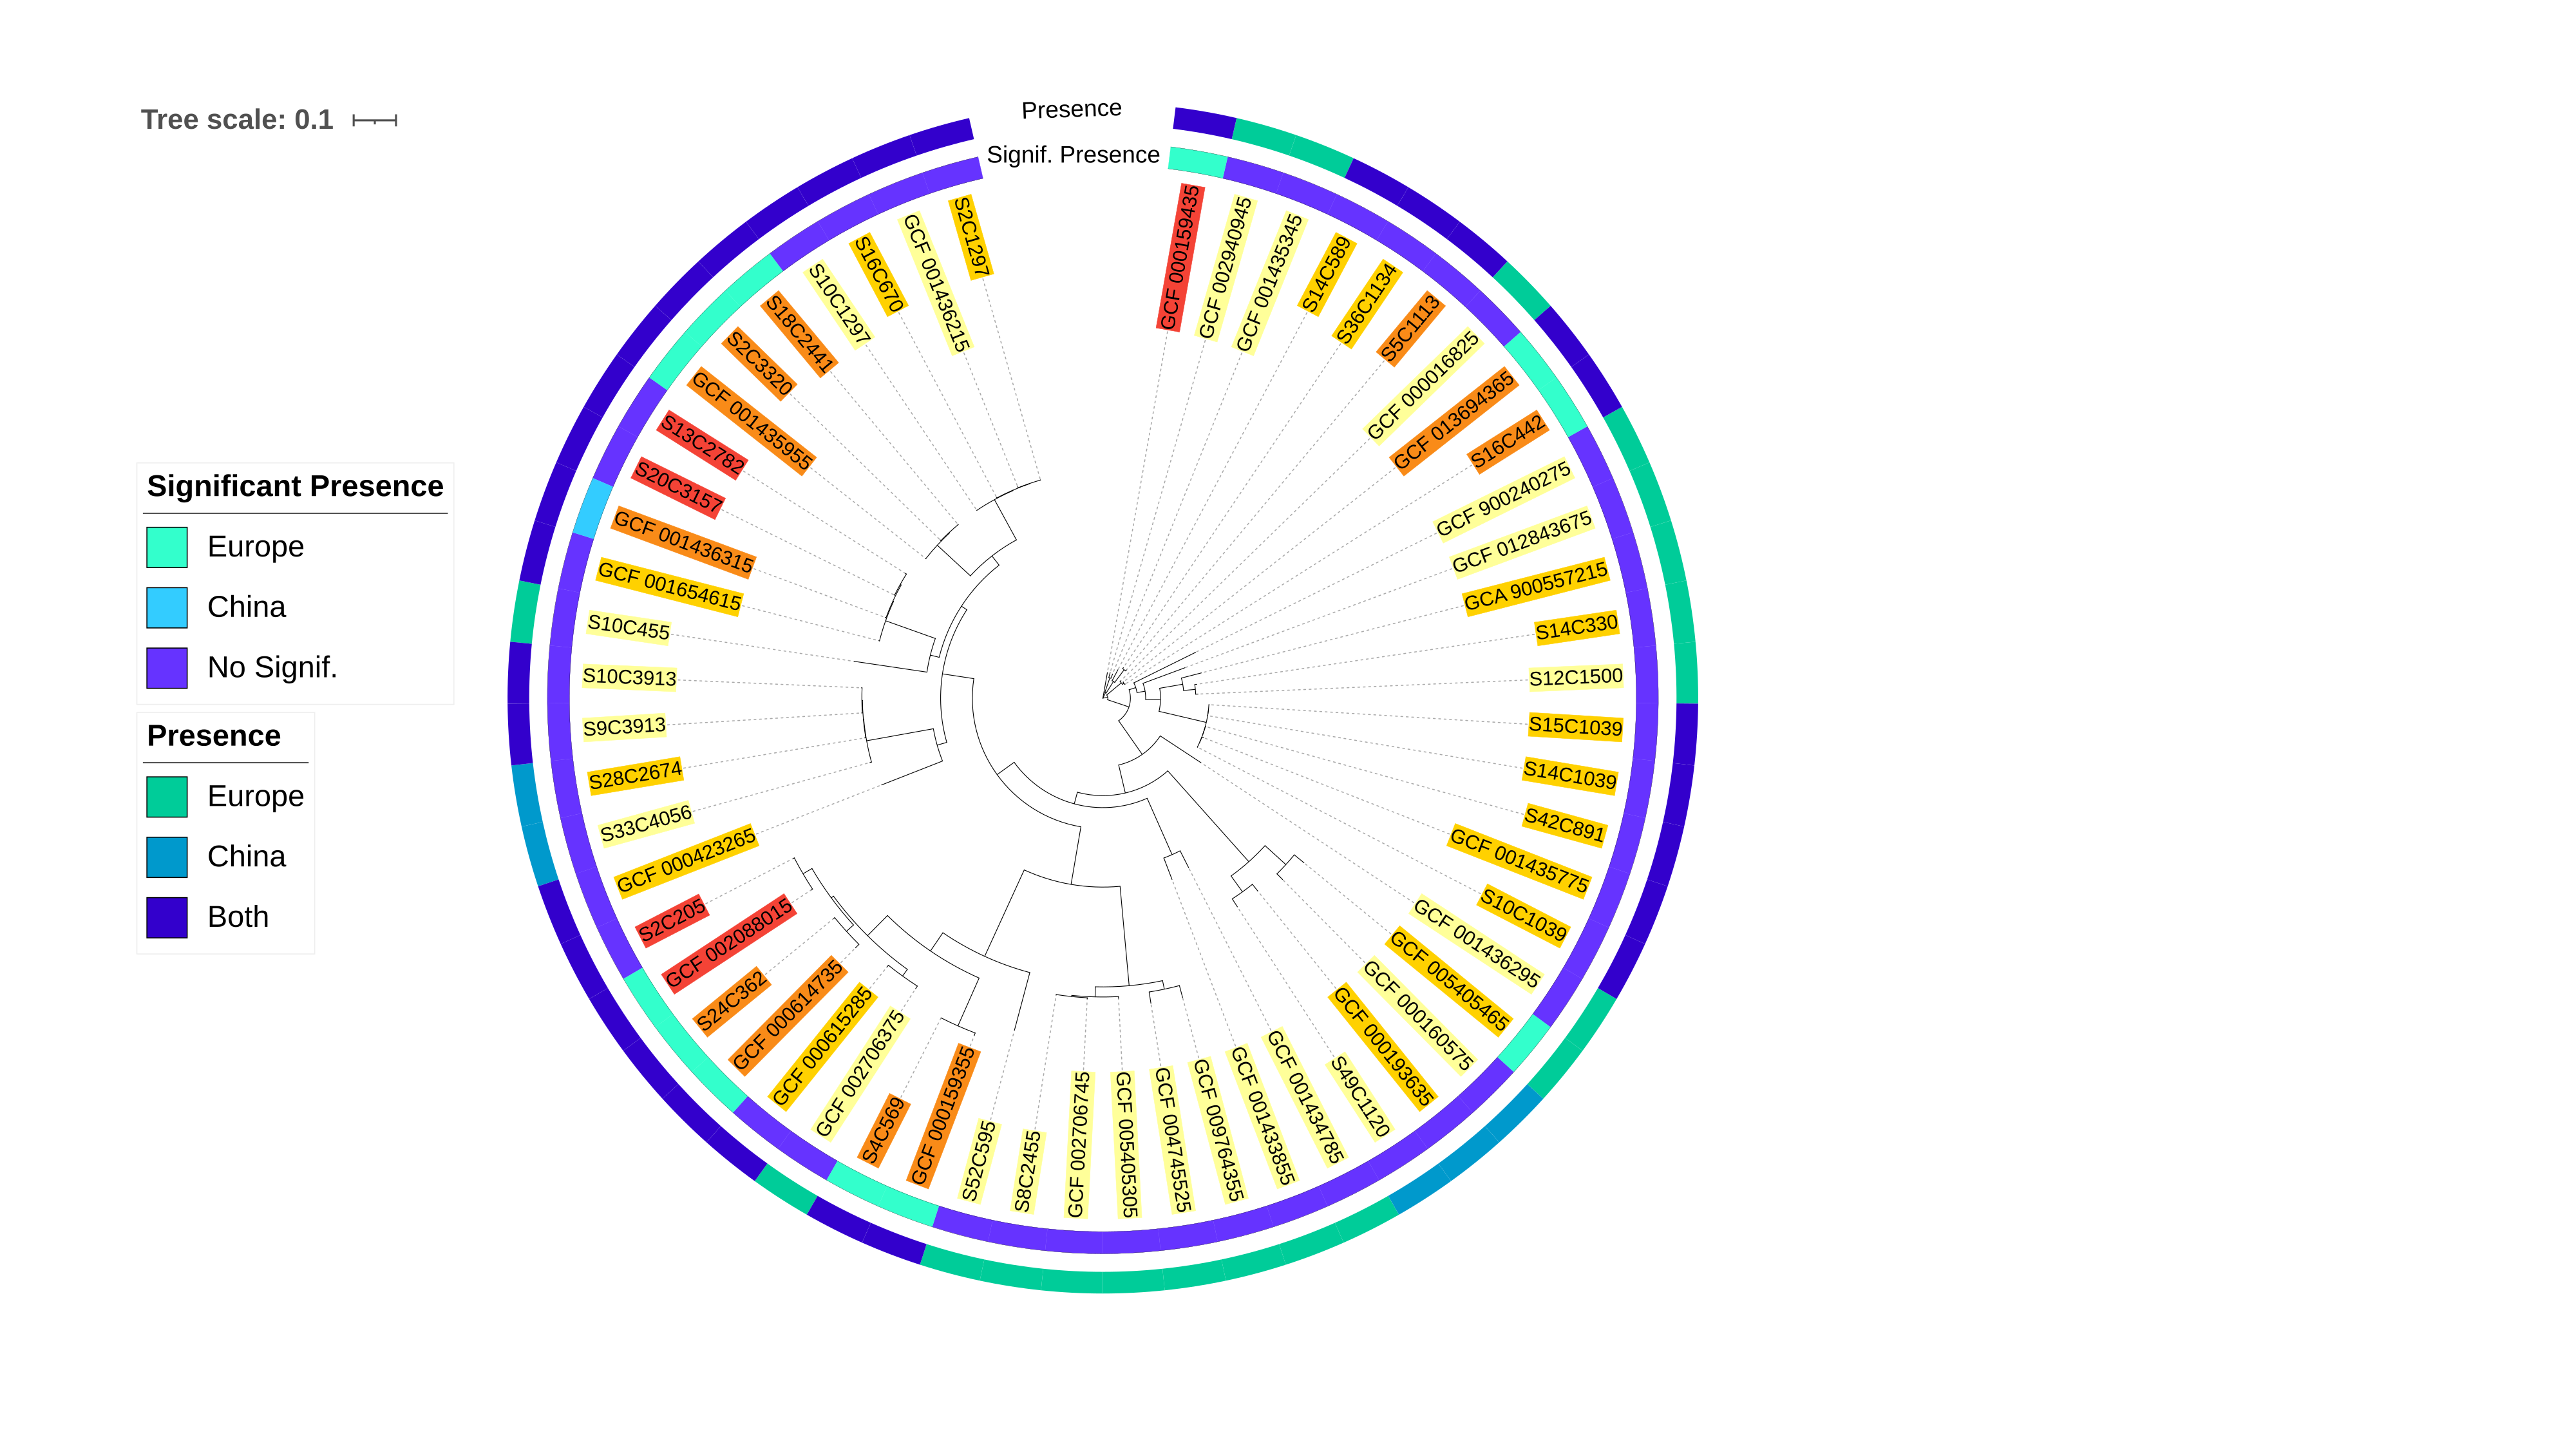 Tree scale: 0.1
Presence
Signif. Presence
Significant Presence
Europe
China
No Signif.
Presence
Europe
China
Both
GCF 000159435
GCF 002940945
GCF 001435345
S14C589
S36C1134
S5C1113
GCF 000016825
GCF 013694365
S16C442
GCF 900240275
GCF 012843675
GCA 900557215
S14C330
S12C1500
S15C1039
S14C1039
S42C891
GCF 001435775
S10C1039
GCF 001436295
GCF 005405465
GCF 000160575
GCF 000193635
S49C1120
GCF 001434785
GCF 001433855
GCF 009764355
GCF 004745525
GCF 005405305
GCF 002706745
S8C2455
S52C595
GCF 000159355
S4C569
GCF 002706375
GCF 000615285
GCF 000614735
S24C362
GCF 002088015
S2C205
GCF 000423265
S33C4056
S28C2674
S9C3913
S10C3913
S10C455
GCF 001654615
GCF 001436315
S20C3157
S13C2782
GCF 001435955
S2C3320
S18C2441
S10C1297
S16C670
GCF 001436215
S2C1297